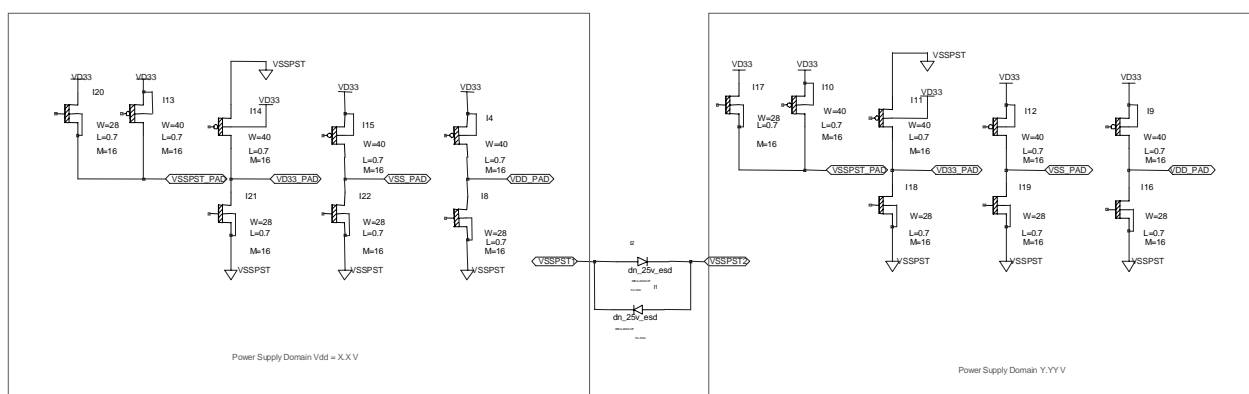 VSSPST
VD33
VD33
I20
I13
I14
VD33
W=28
L=0.7
M=16
W=40
L=0.7
M=16
W=40
L=0.7
M=16
VD33
I15
W=40
L=0.7
M=16
VD33
I4
W=40
L=0.7
M=16
VSSPST_PAD
VD33_PAD
VSS_PAD
VDD_PAD
I21
W=28
L=0.7
M=16
I22
W=28
L=0.7
M=16
I8
W=28
L=0.7
M=16
VSSPST
VSSPST
VSSPST
Power Supply Domain Vdd = X.X V
I2
VSSPST1
VSSPST2
dn_25v_esd
I1
dn_25v_esd
VSSPST
VD33
VD33
I17
I10
I11
VD33
W=28
L=0.7
M=16
W=40
L=0.7
M=16
W=40
L=0.7
M=16
VD33
I12
W=40
L=0.7
M=16
VD33
I9
W=40
L=0.7
M=16
VSSPST_PAD
VD33_PAD
VSS_PAD
VDD_PAD
I18
W=28
L=0.7
M=16
I19
W=28
L=0.7
M=16
I16
W=28
L=0.7
M=16
VSSPST
VSSPST
VSSPST
Power Supply Domain Y.YY V